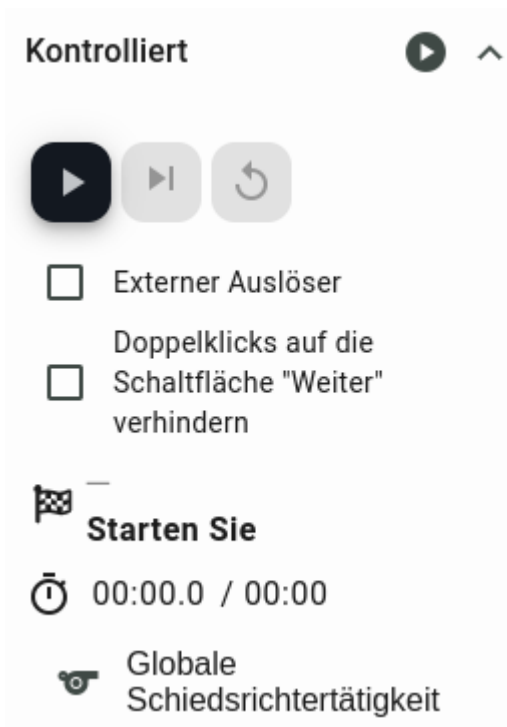 Kontrolliert
Externer Auslöser
Doppelklicks auf die
Schaltfläche "Weiter"
verhindern
—
Starten Sie
00:00.0 / 00:00
Globale
Schiedsrichtertätigkeit